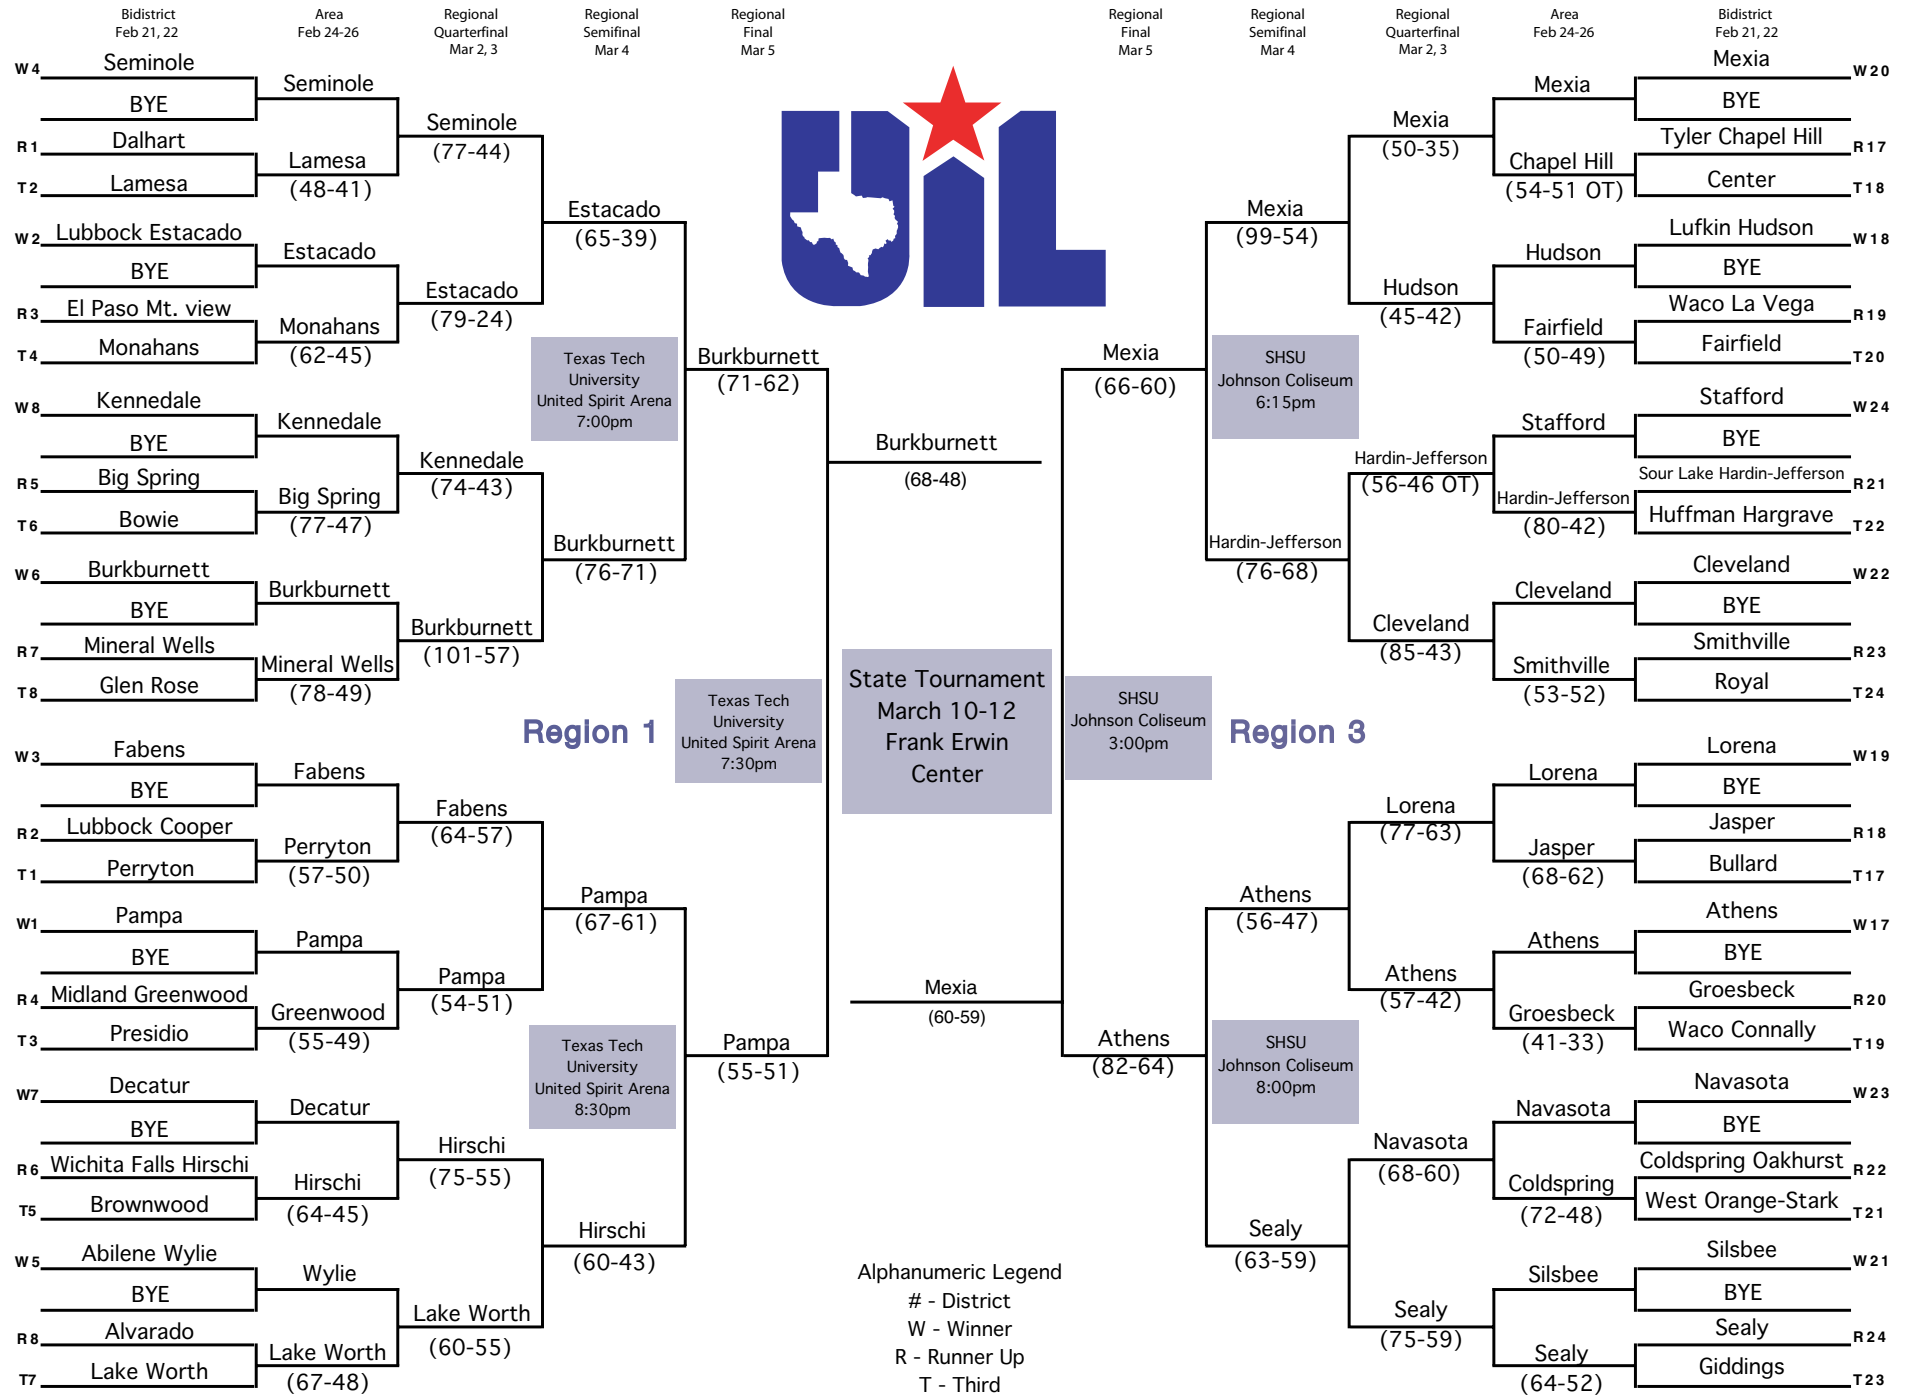 Bidistrict
Feb 21, 22
Area
Feb 24-26
Regional
Quarterfinal
Mar 2, 3
Regional
Semifinal
Mar 4
Regional
Final
Mar 5
Regional
Final
Mar 5
Regional
Semifinal
Mar 4
Regional
Quarterfinal
Mar 2, 3
Area
Feb 24-26
Bidistrict
Feb 21, 22
UIL
W4 Seminole
BYE
R1 Dalhart
T2 Lamesa
W2 Lubbock Estacado
BYE
R3 El Paso Mt. view
T4 Monahans
W8 Kennedale
BYE
R5 Big Spring
T6 Bowie
W6 Burkburnett
BYE
R7 Mineral Wells
T8 Glen Rose
W3 Fabens
BYE
R2 Lubbock Cooper
T1 Perryton
W1 Pampa
BYE
R4 Midland Greenwood
T3 Presidio
W7 Decatur
BYE
R6 Wichita Falls Hirschi
T5 Brownwood
W5 Abilene Wylie
BYE
R8 Alvarado
T7 Lake Worth
Seminole
Lamesa
(48-41)
Estacado
Monahans
(62-45)
Kennedale
Big Spring
(77-47)
Burkburnett
Mineral Wells
(78-49)
Fabens
Perryton
(57-50)
Pampa
Greenwood
(55-49)
Decatur
Hirschi
(64-45)
Wylie
Lake Worth
(67-48)
Seminole
(77-44)
Estacado
(79-24)
Kennedale
(74-43)
Burkburnett
(101-57)
Fabens
(64-57)
Pampa
(54-51)
Hirschi
(75-55)
Lake Worth
(60-55)
Estacado
(65-39)
Texas Tech
University
United Spirit Arena
7:00pm
Burkburnett
(76-71)
Region 1
Pampa
(67-61)
Texas Tech
University
United Spirit Arena
8:30pm
Hirschi
(60-43)
Burkburnett
(71-62)
Texas Tech
University
United Spirit Arena
7:30pm
Pampa
(55-51)
Burkburnett
(68-48)
State Tournament
March 10-12
Frank Erwin
Center
Mexia
(60-59)
Alphanumeric Legend
# - District
W - Winner
R - Runner Up
T - Third
Mexia
(66-60)
SHSU
Johnson Coliseum
3:00pm
Athens
(82-64)
Mexia
(99-54)
SHSU
Johnson Coliseum
6:15pm
Hardin-Jefferson
(76-68)
Region 3
Athens
(56-47)
SHSU
Johnson Coliseum
8:00pm
Sealy
(63-59)
Mexia
(50-35)
Hudson
(45-42)
Hardin-Jefferson
(56-46 OT)
Cleveland
(85-43)
Lorena
(77-63)
Athens
(57-42)
Navasota
(68-60)
Sealy
(75-59)
Mexia
Chapel Hill
(54-51 OT)
Hudson
Fairfield
(50-49)
Stafford
Hardin-Jefferson
(80-42)
Cleveland
Smithville
(53-52)
Lorena
Jasper
(68-62)
Athens
Groesbeck
(41-33)
Navasota
Coldspring
(72-48)
Silsbee
Sealy
(64-52)
Mexia W20
BYE
Tyler Chapel Hill R17
Center T18
Lufkin Hudson W18
BYE
Waco La Vega R19
Fairfield T20
Stafford W24
BYE
Sour Lake Hardin-Jefferson R21
Huffman Hargrave T22
Cleveland W22
BYE
Smithville R23
Royal T24
Lorena W19
BYE
Jasper R18
Bullard T17
Athens W17
BYE
Groesbeck R20
Waco Connally T19
Navasota W23
BYE
Coldspring Oakhurst R22
West Orange-Stark T21
Silsbee W21
BYE
Sealy R24
Giddings T23